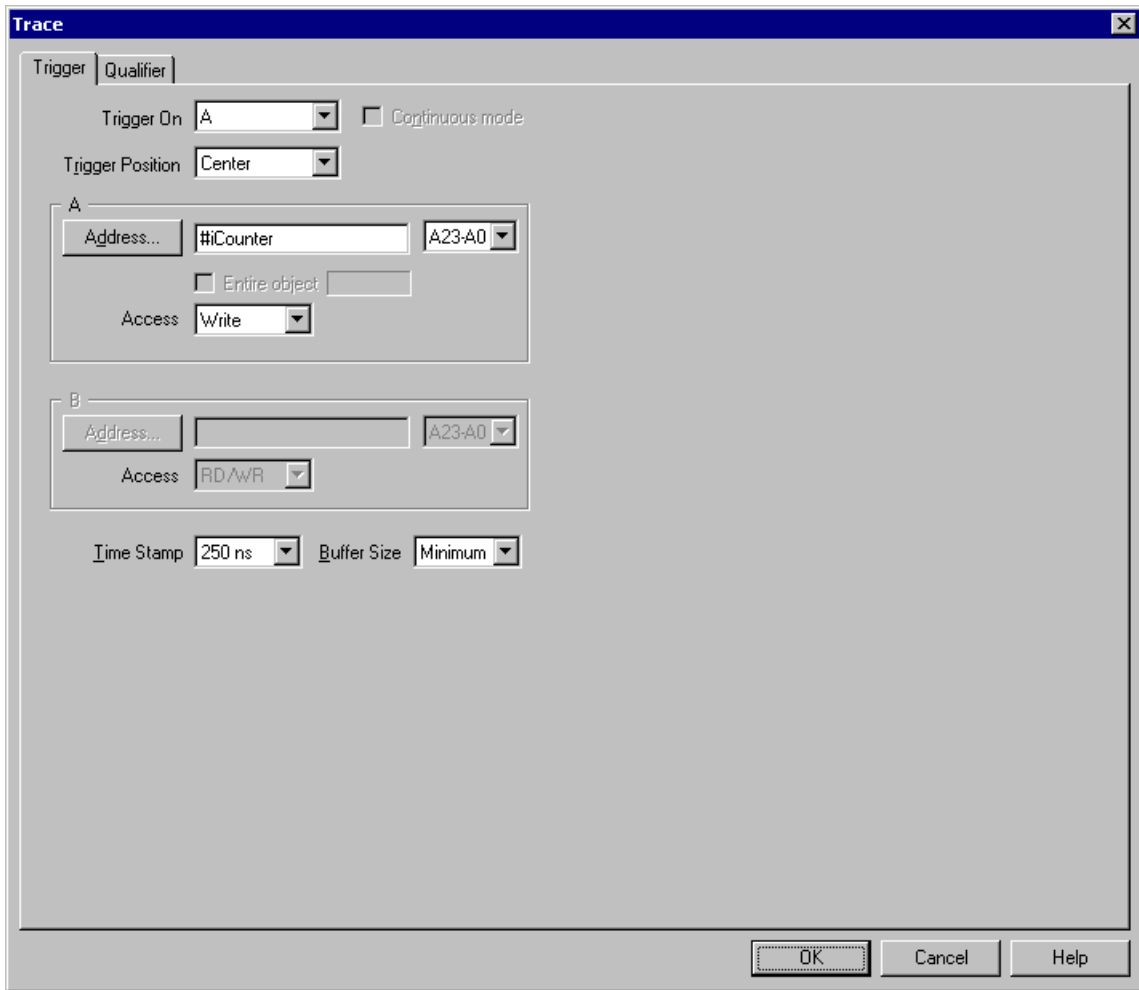 Trace
Trigger Qualifier
Trigger On A Continuous mode
Trigger Position Center
A
Address... #iCounter A23-A0
Entire object
Access Write
B
Address... A23-A0
Access RD/WR
Time Stamp 250 ns Buffer Size Minimum
OK Cancel Help